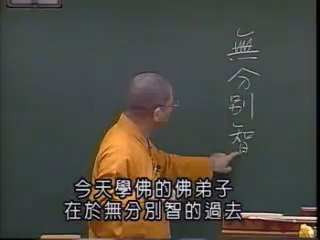 無分別智
今天學佛的佛弟子
在於無分別智的過去